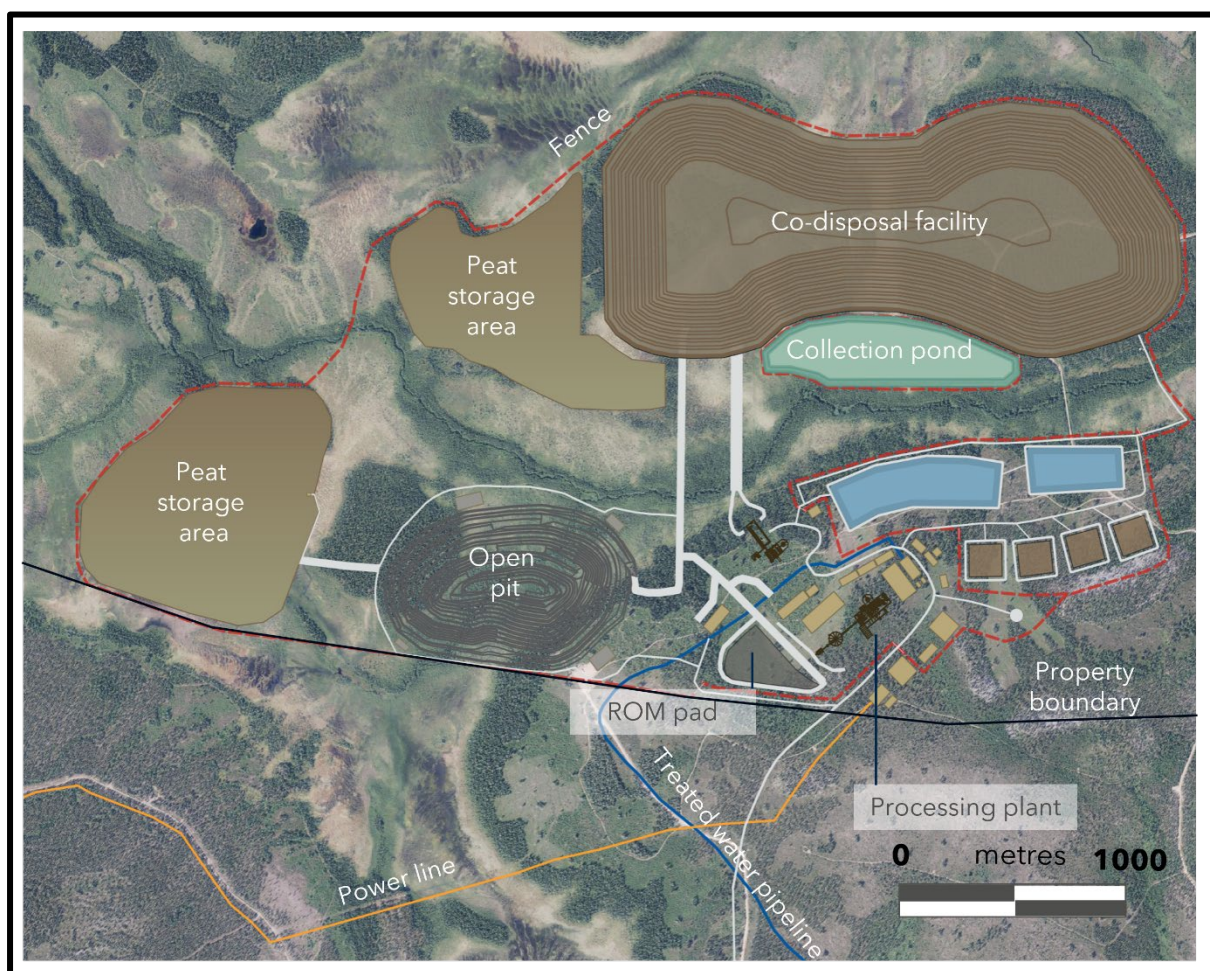 Fence
Co-disposal facility
Peat
storage
area
Collection pond
Peat
storage
area
Open
pit
Property
boundary
ROM pad
Treated water pipeline
Processing plant
Power line
0 metres 1000